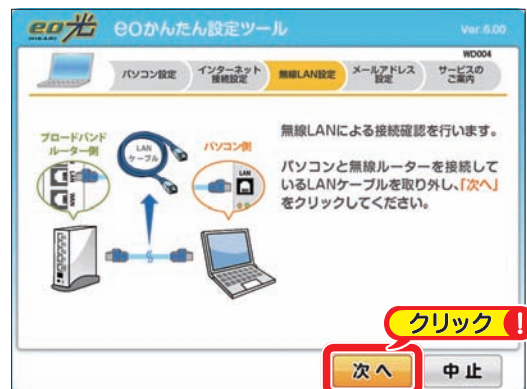 eo光
HIKARI
eoかんたん設定ツール
Ver.6.00
WD004
パソコン設定
インターネット
接続設定
無線LAN設定
メールアドレス
設定
サービスの
ご案内
ブロードバンド
ルーター側
LAN
ケーブル
パソコン側
LAN
WAN
無線LANによる接続確認を行います。
パソコンと無線ルーターを接続して
いるLANケーブルを取り外し、「次へ」
をクリックしてください。
クリック!
次へ
中止